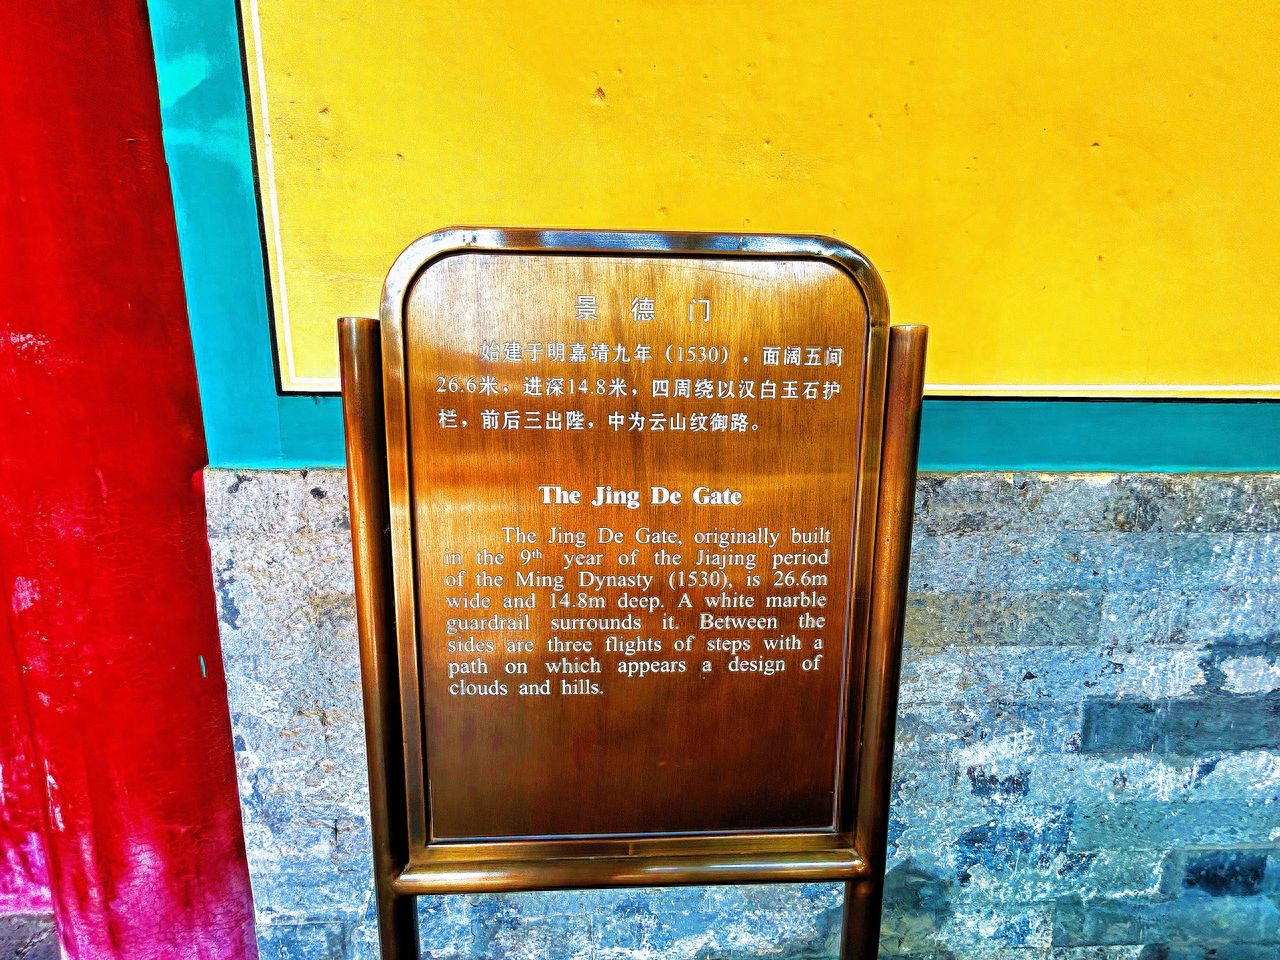 景德门
始建于明嘉靖九年（1530），面阔五间
26.6米，进深14.8米，四周绕以汉白玉石护
栏，前后三出陛，中为云山纹御路。
The Jing De Gate
The Jing De Gate, originally built
in the 9th year of the Jiajing period
of the Ming Dynasty (1530), is 26.6m
wide and 14.8m deep. A white marble
guardrail surrounds it. Between the
sides are three flights of steps with a
path on which appears a design of
clouds and hills.